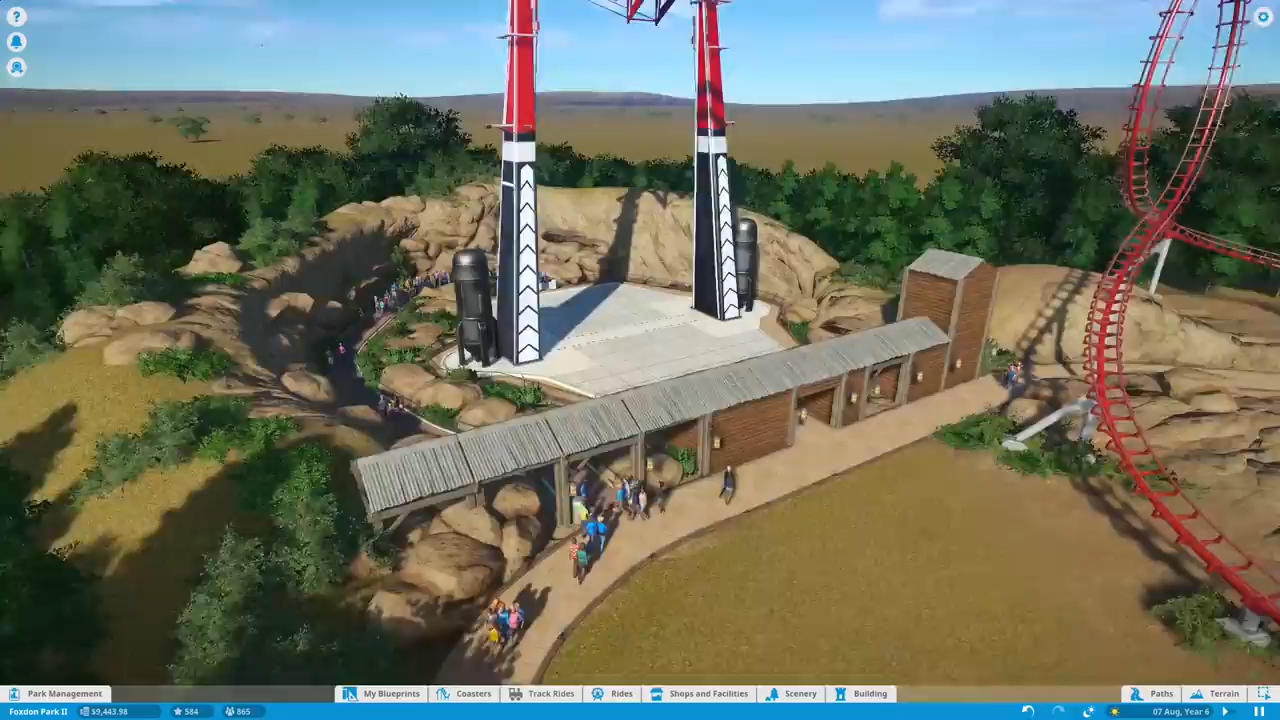 ?
Park Management
My Blueprints
Coasters
Track Rides
Rides
Shops and Facilities
Scenery
Building
Paths
Terrain
Foxdon Park II
$9,443.98
584
865
07 Aug, Year 6